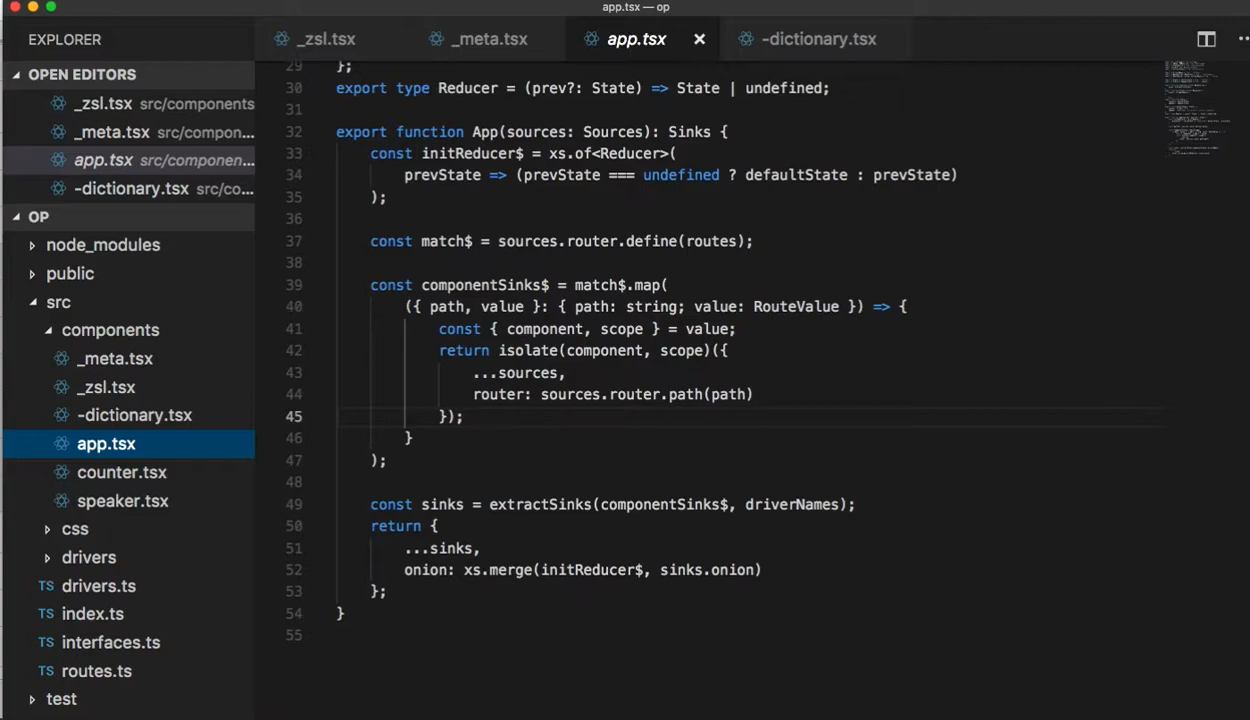 app.tsx — op
EXPLORER
_zsl.tsx
_meta.tsx
app.tsx
-dictionary.tsx
OPEN EDITORS
_zsl.tsx src/components
_meta.tsx src/compon...
app.tsx src/componen...
-dictionary.tsx src/co...
OP
node_modules
public
src
components
_meta.tsx
_zsl.tsx
-dictionary.tsx
app.tsx
counter.tsx
speaker.tsx
css
drivers
TS drivers.ts
TS index.ts
TS interfaces.ts
TS routes.ts
test
29 };
30 export type Reducer = (prev?: State) => State | undefined;
31
32 export function App(sources: Sources): Sinks {
33 const initReducer$ = xs.of<Reducer>(
34 prevState => (prevState === undefined ? defaultState : prevState)
35 );
36
37 const match$ = sources.router.define(routes);
38
39 const componentSinks$ = match$.map(
40 ({ path, value }: { path: string; value: RouteValue }) => {
41 const { component, scope } = value;
42 return isolate(component, scope)({
43 ...sources,
44 router: sources.router.path(path)
45 });
46 }
47 );
48
49 const sinks = extractSinks(componentSinks$, driverNames);
50 return {
51 ...sinks,
52 onion: xs.merge(initReducer$, sinks.onion)
53 };
54 }
55